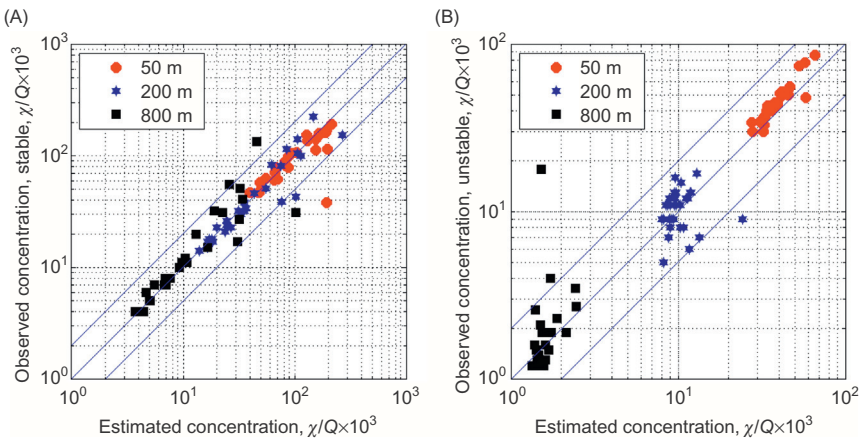 (A)
10³
10²
10¹
10⁰
Observed concentration, stable, χ/Q×10³
50 m
200 m
800 m
10⁰
10¹
10²
10³
Estimated concentration, χ/Q×10³
(B)
10²
10¹
10⁰
Observed concentration, unstable, χ/Q×10³
50 m
200 m
800 m
10⁰
10¹
10²
Estimated concentration, χ/Q×10³